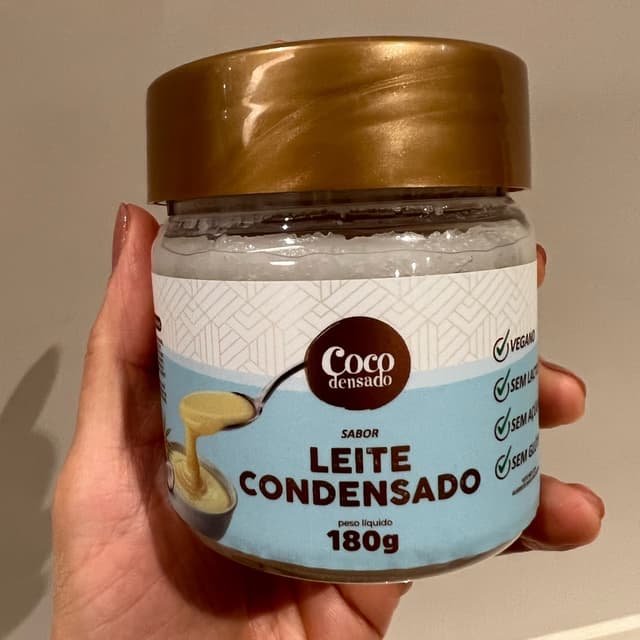 Coco
densado
SABOR
LEITE
CONDENSADO
peso líquido
180g
VEGANO
SEM
SEM
SEM